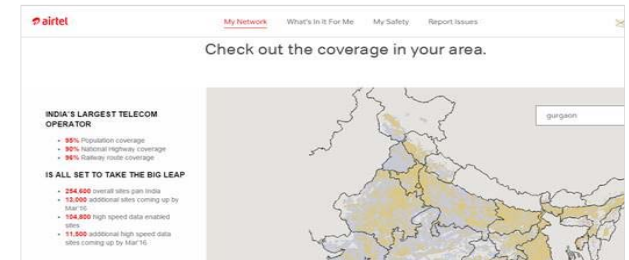 airtel
My Network What's In It For Me My Safety Report Issues
Check out the coverage in your area.
INDIA'S LARGEST TELECOM
OPERATOR
95% Population coverage
90% National Highway coverage
96% Railway route coverage
IS ALL SET TO TAKE THE BIG LEAP
254,600 overall sites pan India
13,000 additional sites coming up by
Mar'16
104,800 high speed data enabled
sites
11,500 additional high speed data
sites coming up by Mar'16
gurgaon